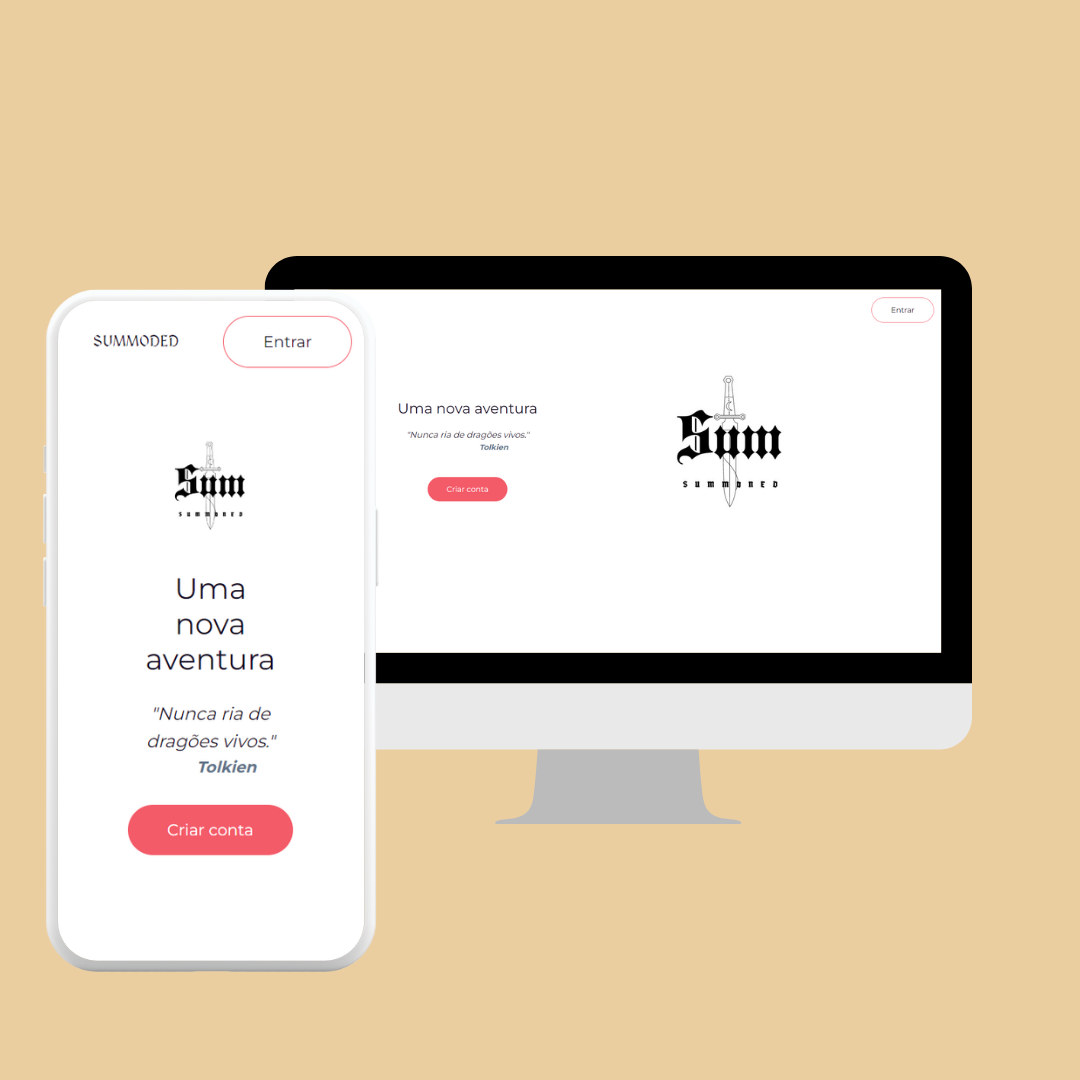 SUMMODED
Entrar
Sum
summoned
Uma
nova
aventura
"Nunca ria de
dragões vivos."
Tolkien
Criar conta
Entrar
Uma nova aventura
"Nunca ria de dragões vivos."
Tolkien
Criar conta
Sum
summoned